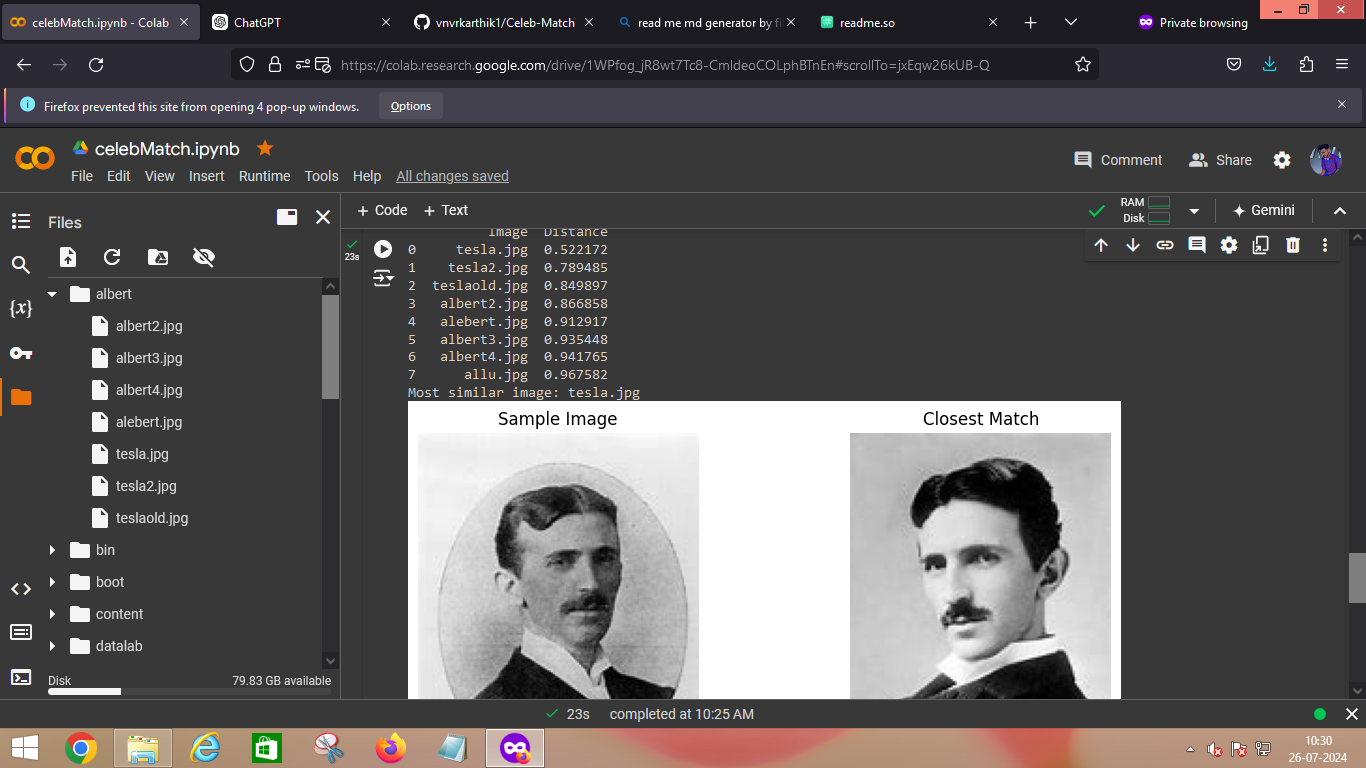 celebMatch.ipynb - Colab
ChatGPT
vnvrkarthik1/Celeb-Match
read me md generator by fi
readme.so
Private browsing
https://colab.research.google.com/drive/1WPfog_jR8wt7Tc8-CmldeoCOLphBTnEn#scrollTo=jxEqw26kUB-Q
Firefox prevented this site from opening 4 pop-up windows.
Options
celebMatch.ipynb
File Edit View Insert Runtime Tools Help All changes saved
Comment
Share
Files
+ Code + Text
RAM
Disk
Gemini
albert
albert2.jpg
albert3.jpg
albert4.jpg
alebert.jpg
tesla.jpg
tesla2.jpg
teslaold.jpg
bin
boot
content
datalab
Disk 79.83 GB available
{x}
23s
Image Distance
0 tesla.jpg 0.522172
1 tesla2.jpg 0.789485
2 teslaold.jpg 0.849897
3 albert2.jpg 0.866858
4 alebert.jpg 0.912917
5 albert3.jpg 0.935448
6 albert4.jpg 0.941765
7 allu.jpg 0.967582
Most similar image: tesla.jpg
Sample Image
Closest Match
23s completed at 10:25 AM
10:30
26-07-2024